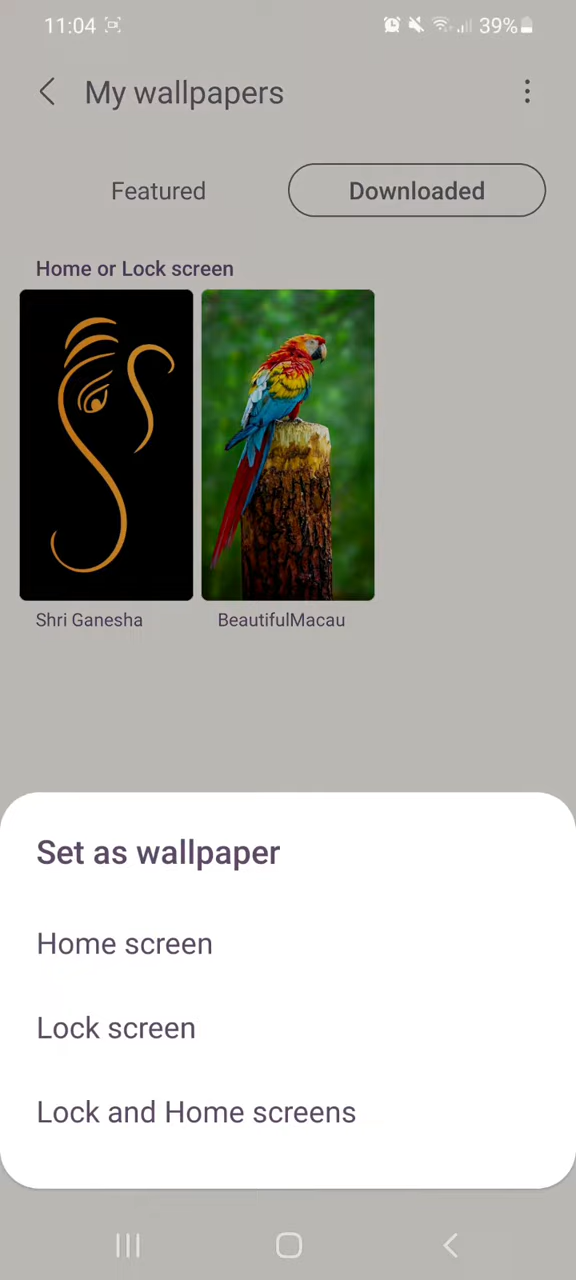 11:04 39%
My wallpapers
Featured Downloaded
Home or Lock screen
Shri Ganesha BeautifulMacau
Set as wallpaper
Home screen
Lock screen
Lock and Home screens